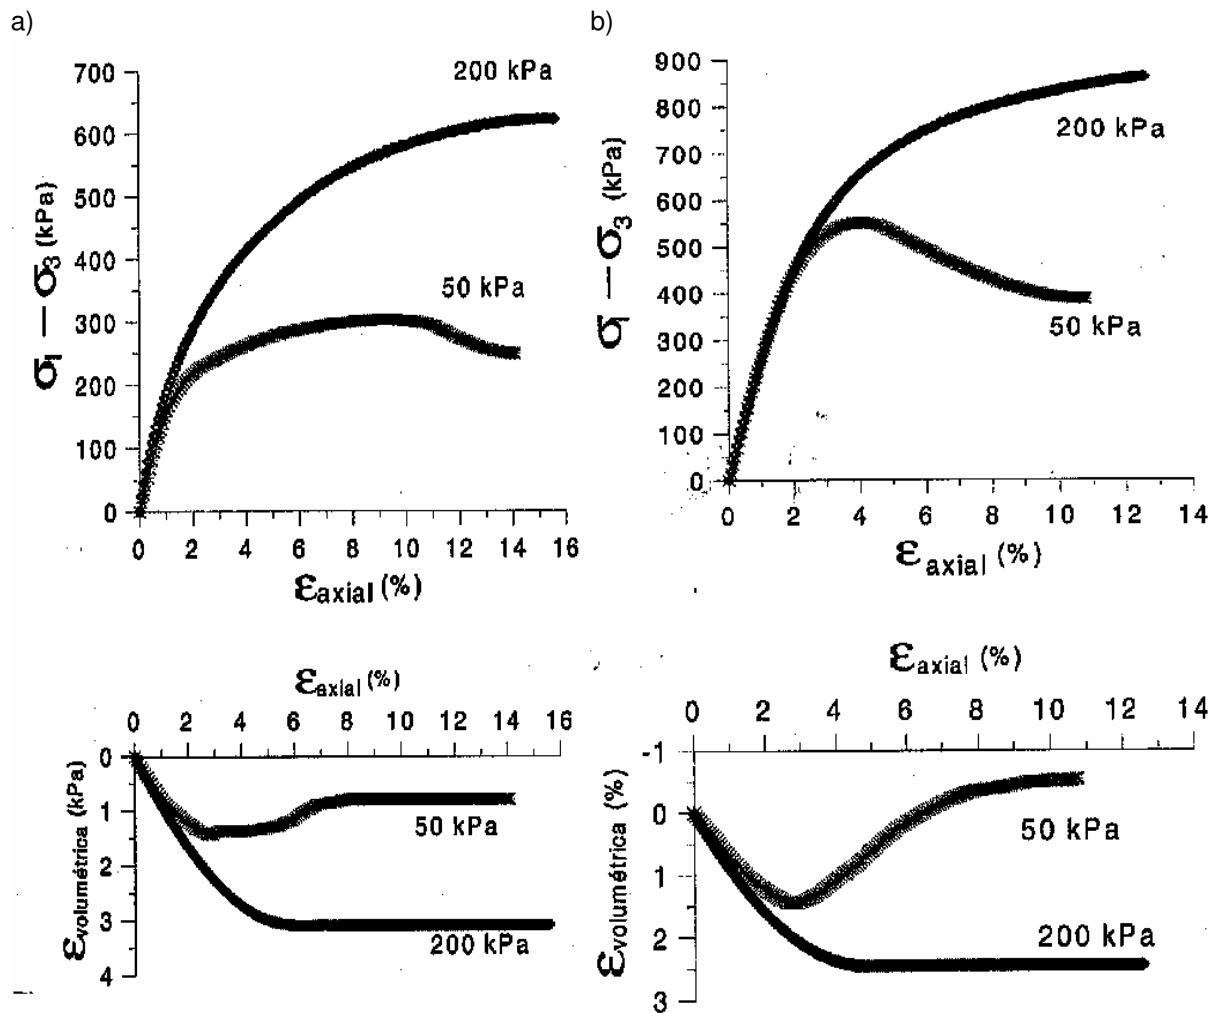 a)
700
600
500
400
300
200
100
0
σ1 — σ3 (kPa)
200 kPa
50 kPa
0 2 4 6 8 10 12 14 16
εaxial (%)
b)
900
800
700
600
500
400
300
200
100
0
σ1 — σ3 (kPa)
200 kPa
50 kPa
0 2 4 6 8 10 12 14
εaxial (%)
εaxial (%)
0 2 4 6 8 10 12 14 16
0
1
2
3
4
εvolumétrica (kPa)
50 kPa
200 kPa
εaxial (%)
0 2 4 6 8 10 12 14
-1
0
1
2
3
εvolumétrica (%)
50 kPa
200 kPa